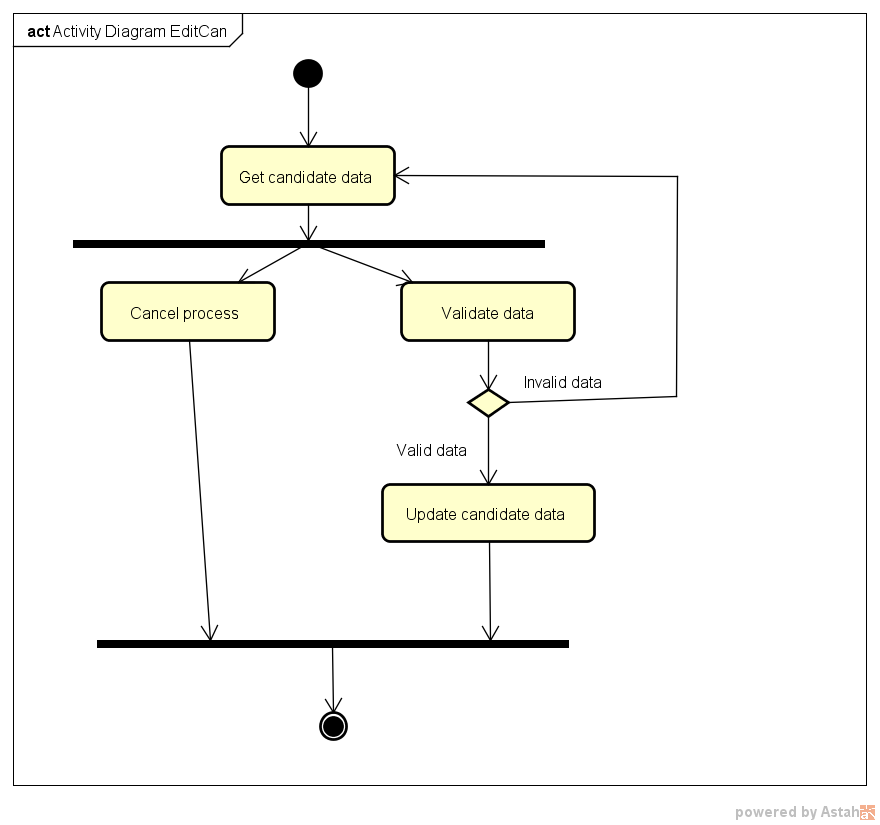 act Activity Diagram EditCan
Get candidate data
Cancel process
Validate data
Invalid data
Valid data
Update candidate data
powered by Astah